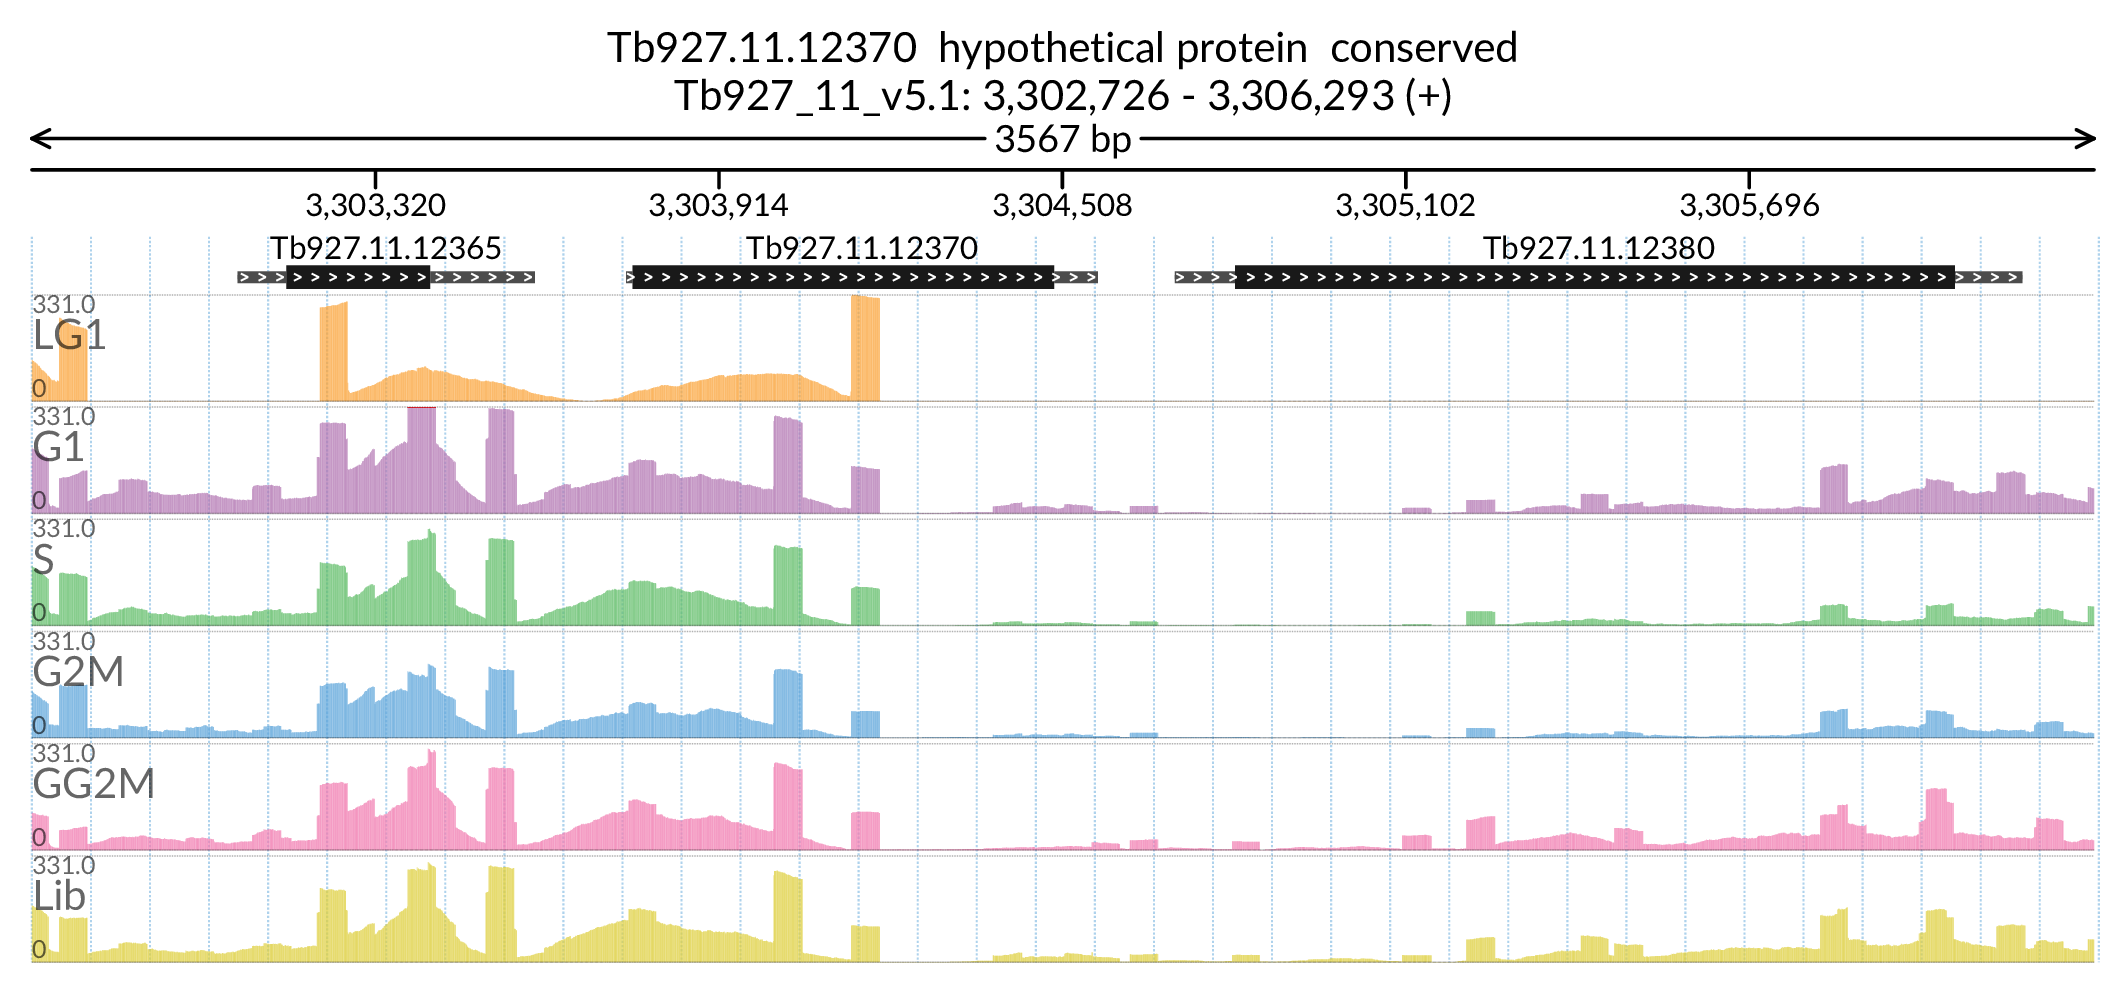 Tb927.11.12370  hypothetical protein  conserved
Tb927_11_v5.1: 3,302,726 - 3,306,293 (+)
3567 bp
3,303,320 3,303,914 3,304,508 3,305,102 3,305,696
Tb927.11.12365 Tb927.11.12370 Tb927.11.12380
331.0
LG1
0
331.0
G1
0
331.0
S
0
331.0
G2M
0
331.0
GG2M
0
331.0
Lib
0